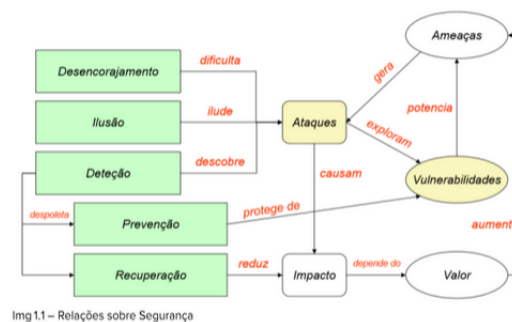 Ameaças
Desencorajamento
dificulta
gera
potencia
Ilusão
ilude
Ataques
exploram
Deteção
descobre
causam
Vulnerabilidades
despoleta
Prevenção
protege de
aument
Recuperação
reduz
Impacto
depende do
Valor
Img 1.1 – Relações sobre Segurança